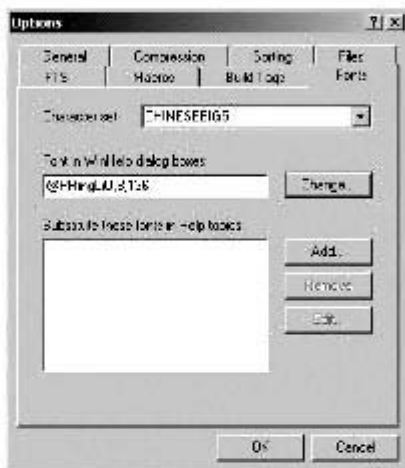 Options
General Compression Sorting Files
FTS Macros Build Tags Fonts
Character set: CHINESEBIG5
Font in WinHelp dialog boxes:
Change...
Substitute these fonts in Help topics:
Add...
Remove
Edit...
OK Cancel